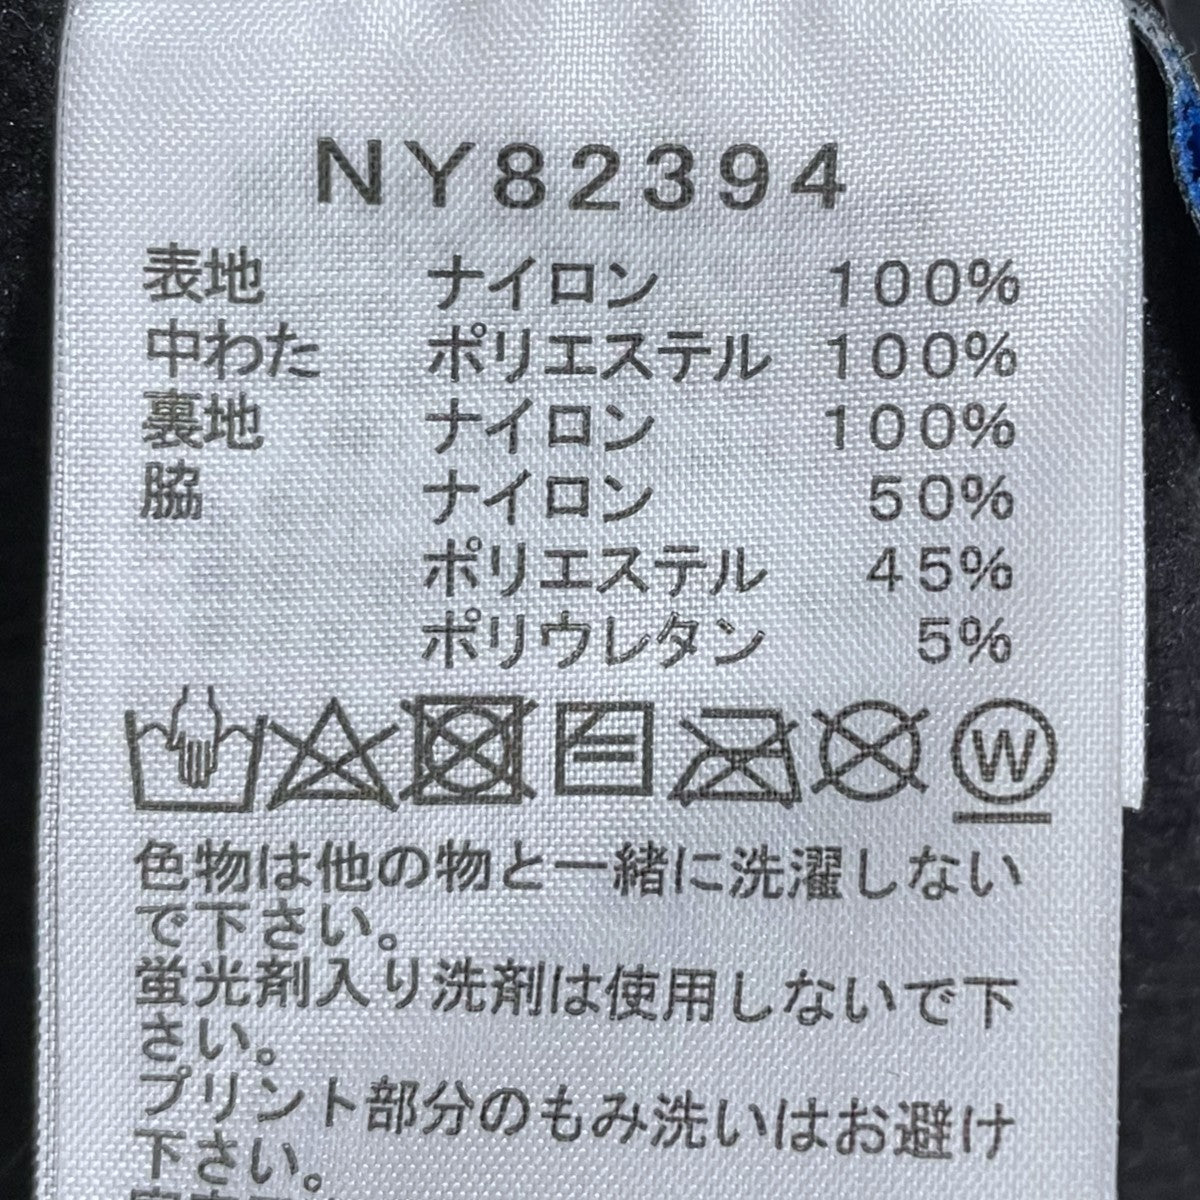 NY82394
表地 ナイロン 100%
中わた ポリエステル 100%
裏地 ナイロン 100%
脇 ナイロン 50%
ポリエステル 45%
ポリウレタン 5%
W
色物は他の物と一緒に洗濯しない
で下さい。
蛍光剤入り洗剤は使用しないで下
さい。
プリント部分のもみ洗いはお避け
下さい。